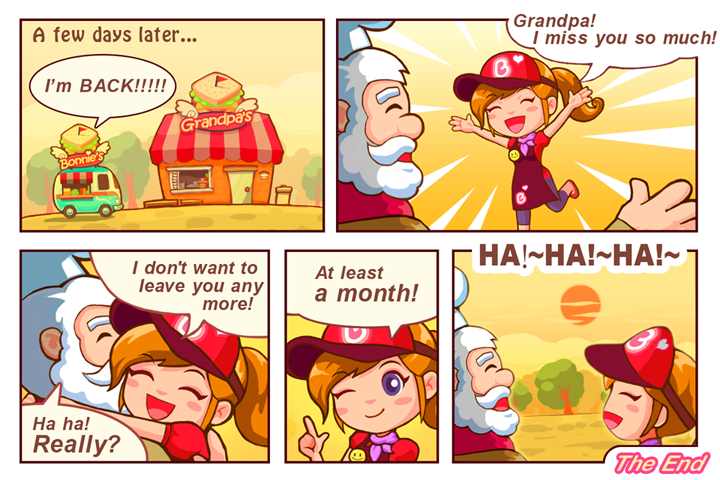 A few days later...
I'm BACK!!!!!
Bonnie's
Grandpa's
Grandpa!
I miss you so much!
B
B
I don't want to
leave you any
more!
Ha ha!
Really?
At least
a month!
HA!~HA!~HA!~
B
The End